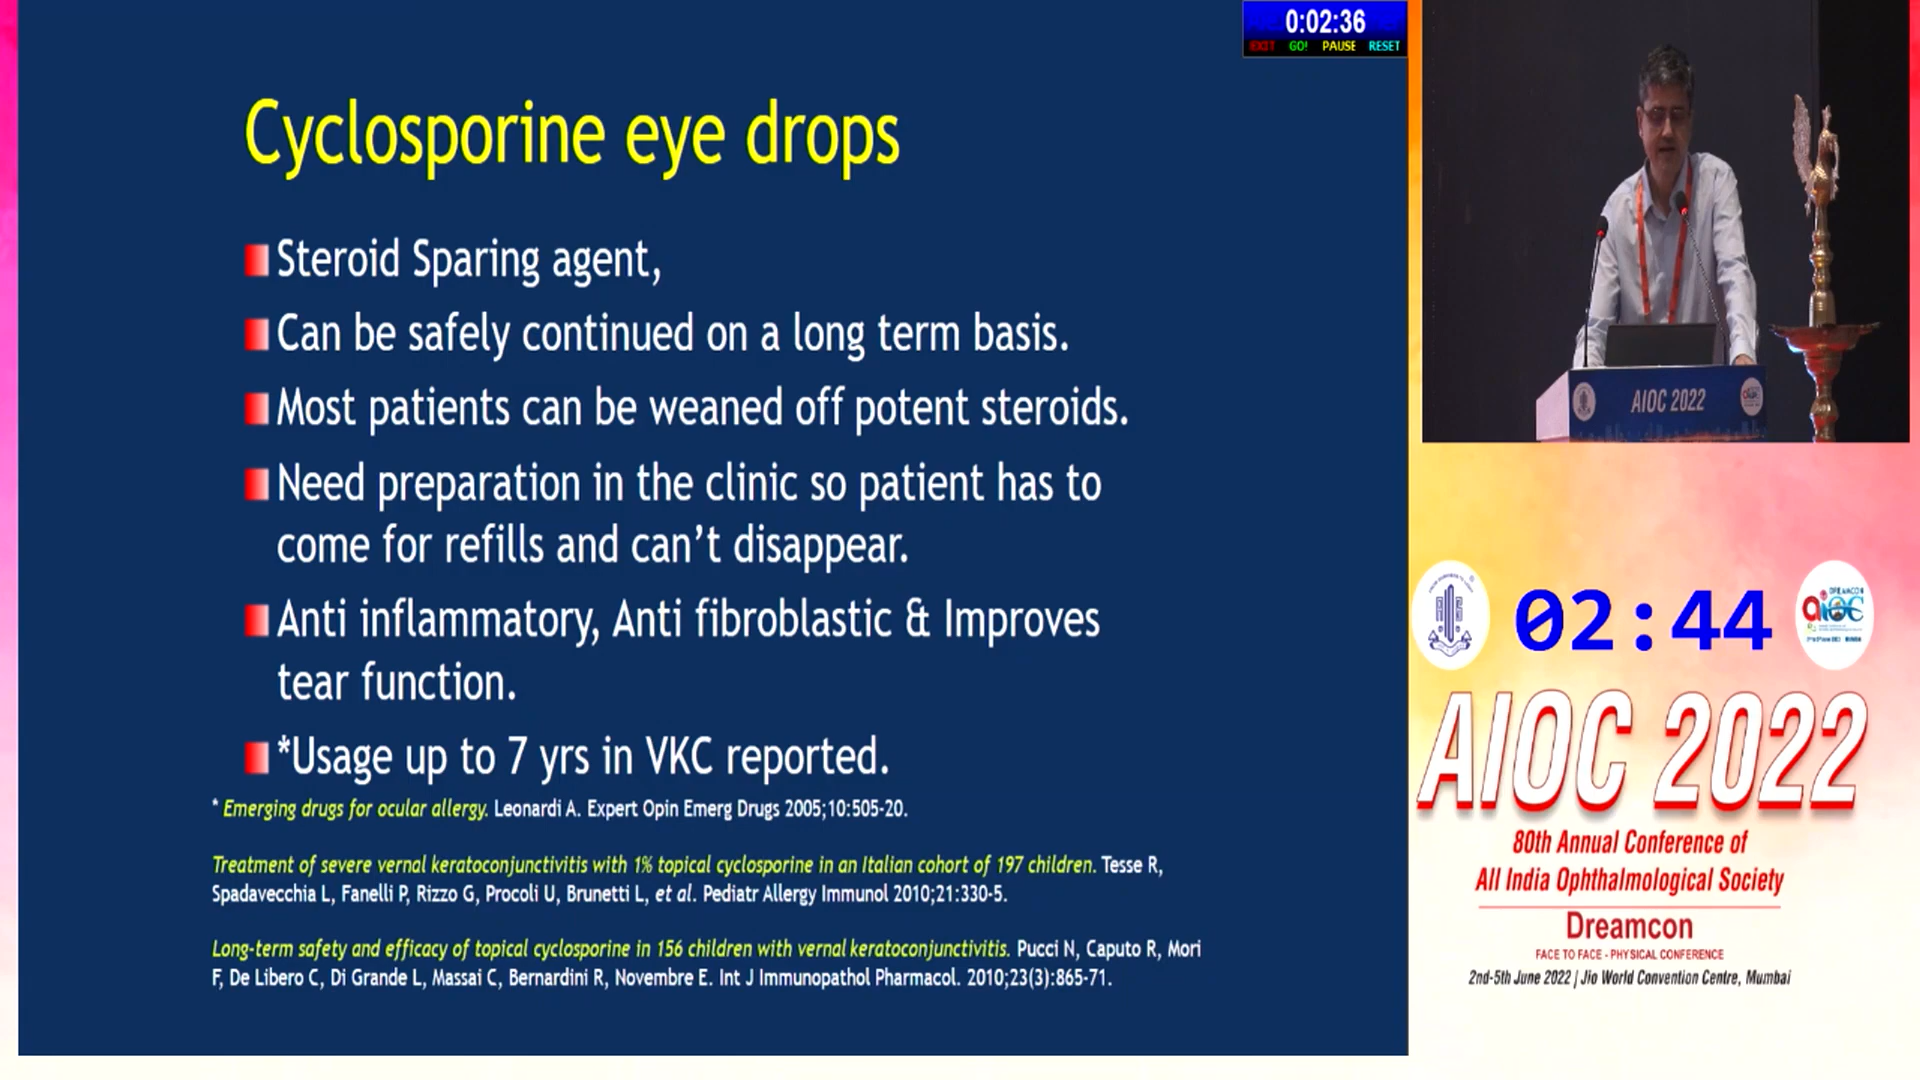 0:02:36
EXIT GO! PAUSE RESET
Cyclosporine eye drops
Steroid Sparing agent,
Can be safely continued on a long term basis.
Most patients can be weaned off potent steroids.
Need preparation in the clinic so patient has to
come for refills and can't disappear.
Anti inflammatory, Anti fibroblastic & Improves
tear function.
*Usage up to 7 yrs in VKC reported.
* Emerging drugs for ocular allergy. Leonardi A. Expert Opin Emerg Drugs 2005;10:505-20.
Treatment of severe vernal keratoconjunctivitis with 1% topical cyclosporine in an Italian cohort of 197 children. Tesse R,
Spadavecchia L, Fanelli P, Rizzo G, Procoli U, Brunetti L, et al. Pediatr Allergy Immunol 2010;21:330-5.
Long-term safety and efficacy of topical cyclosporine in 156 children with vernal keratoconjunctivitis. Pucci N, Caputo R, Mori
F, De Libero C, Di Grande L, Massai C, Bernardini R, Novembre E. Int J Immunopathol Pharmacol. 2010;23(3):865-71.
AIOC 2022
02:44
aiOC
AIOC 2022
80th Annual Conference of
All India Ophthalmological Society
Dreamcon
FACE TO FACE - PHYSICAL CONFERENCE
2nd-5th June 2022 | Jio World Convention Centre, Mumbai